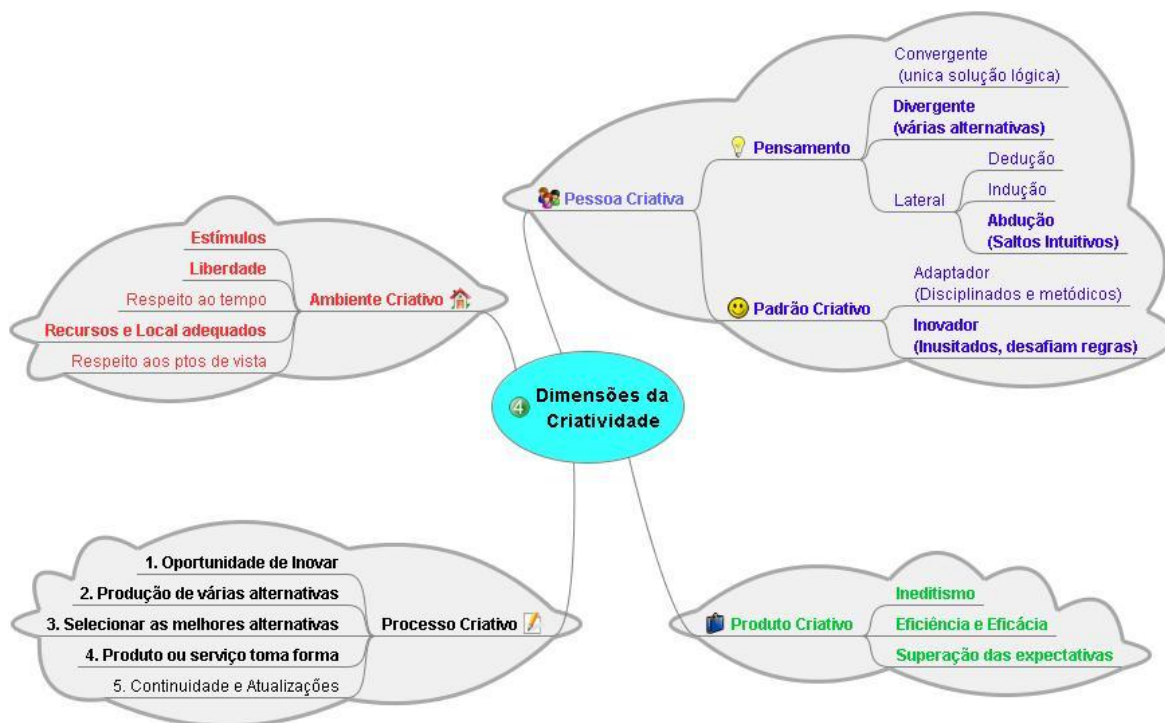 4
Dimensões da
Criatividade
Pessoa Criativa
Pensamento
Convergente
(unica solução lógica)
Divergente
(várias alternativas)
Lateral
Dedução
Indução
Abdução
(Saltos Intuitivos)
Padrão Criativo
Adaptador
(Disciplinados e metódicos)
Inovador
(Inusitados, desafiam regras)
Ambiente Criativo
Estímulos
Liberdade
Respeito ao tempo
Recursos e Local adequados
Respeito aos ptos de vista
Processo Criativo
1. Oportunidade de Inovar
2. Produção de várias alternativas
3. Selecionar as melhores alternativas
4. Produto ou serviço toma forma
5. Continuidade e Atualizações
Produto Criativo
Ineditismo
Eficiência e Eficácia
Superação das expectativas